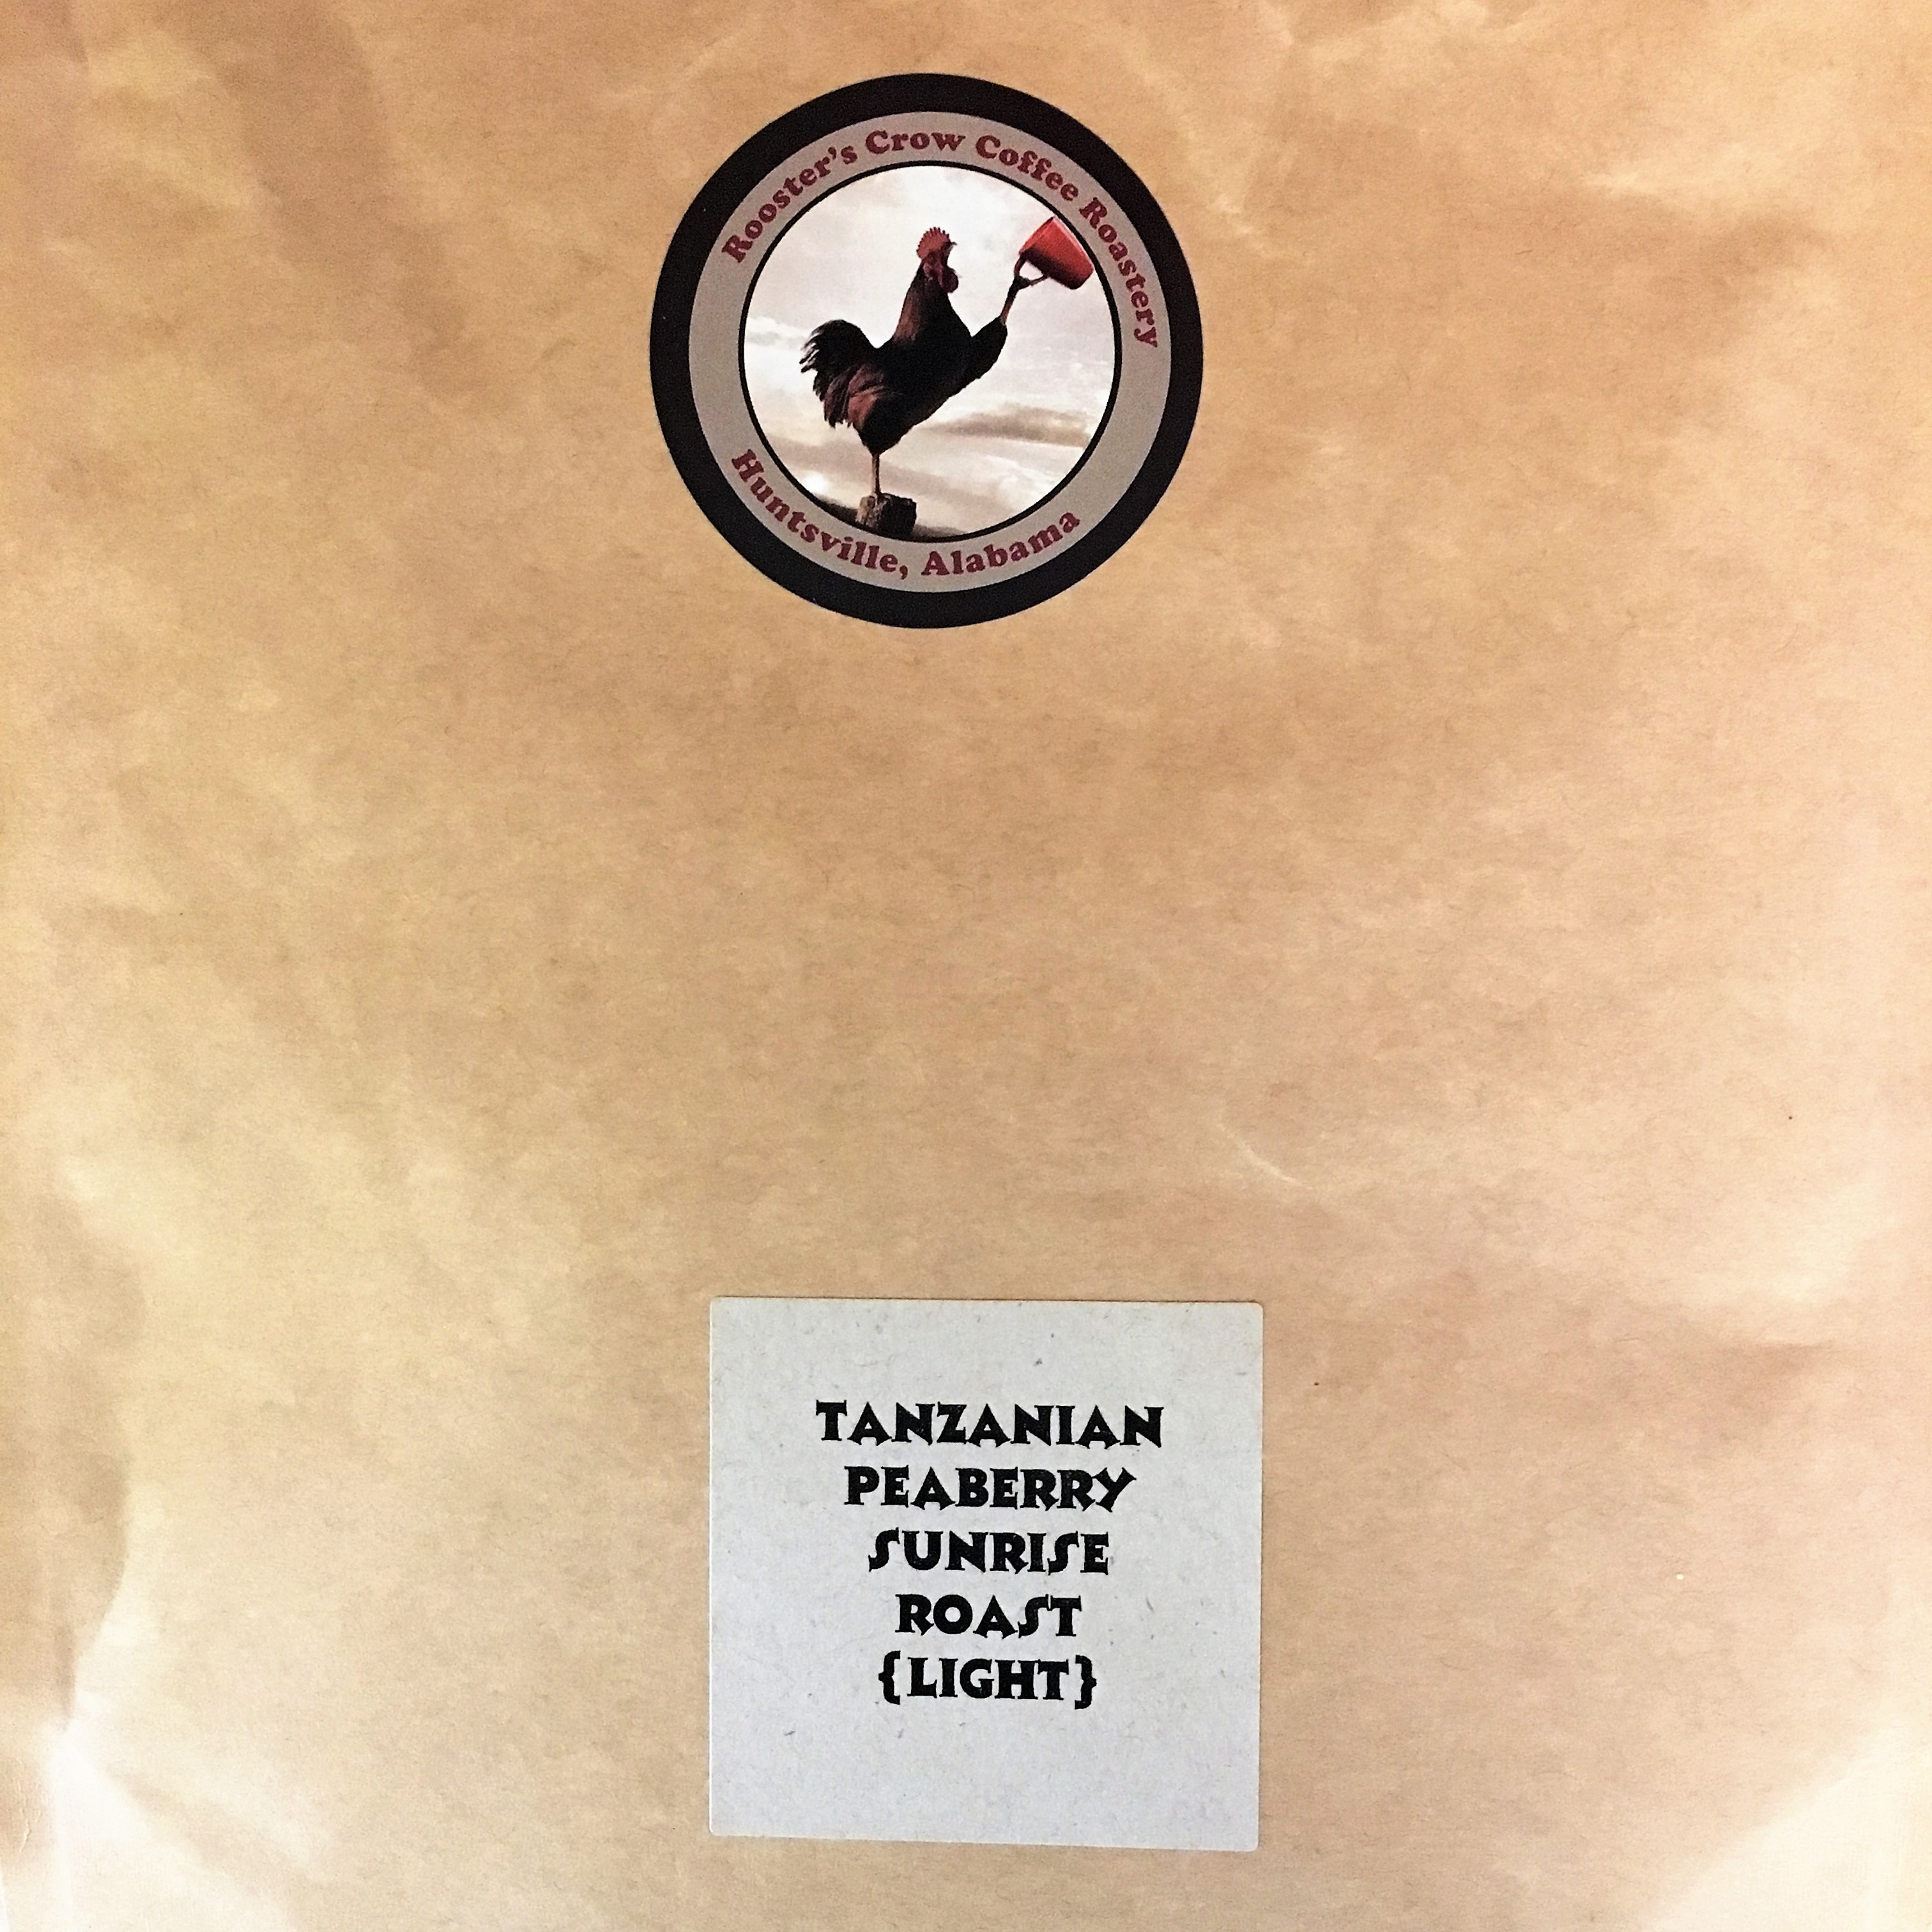 Rooster's Crow Coffee Roastery
Huntsville, Alabama
TANZANIAN
PEABERRY
SUNRISE
ROAST
{LIGHT}